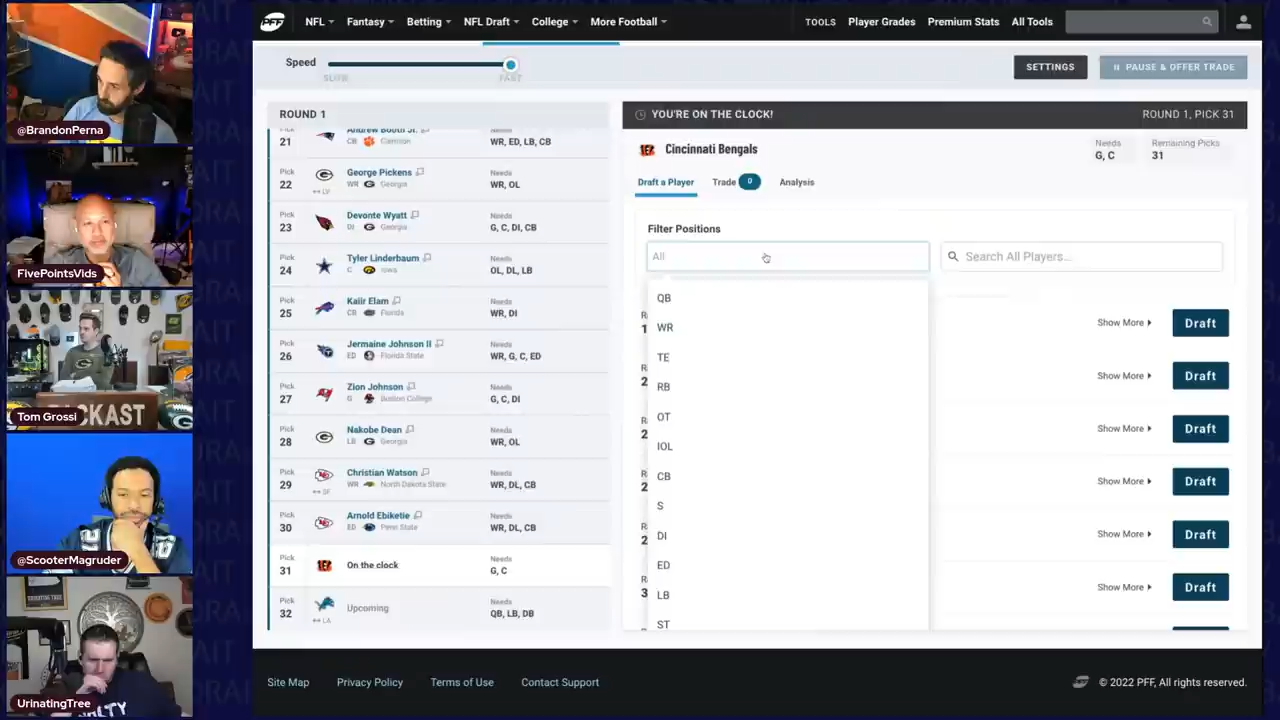 @BrandonPerna
FivePointsVids
Tom Grossi
PACKAST
@ScooterMagruder
UrinatingTree
PFF
NFL
Fantasy
Betting
NFL Draft
College
More Football
TOOLS
Player Grades
Premium Stats
All Tools
Speed
SLOW
FAST
SETTINGS
PAUSE & OFFER TRADE
ROUND 1
Pick
21
Andrew Booth Jr.
CB
Clemson
WR, ED, LB, CB
Pick
22
LV
George Pickens
WR
Georgia
Needs
WR, OL
Pick
23
Devonte Wyatt
DI
Georgia
Needs
G, C, DI, CB
Pick
24
Tyler Linderbaum
C
Iowa
Needs
OL, DL, LB
Pick
25
Kaiir Elam
CB
Florida
Needs
WR, DI
Pick
26
Jermaine Johnson II
ED
Florida State
Needs
WR, G, C, ED
Pick
27
Zion Johnson
G
Boston College
Needs
G, C, DI
Pick
28
Nakobe Dean
LB
Georgia
Needs
WR, OL
Pick
29
SF
Christian Watson
WR
North Dakota State
Needs
WR, DL, CB
Pick
30
Arnold Ebiketie
ED
Penn State
Needs
WR, DL, CB
Pick
31
On the clock
Needs
G, C
Pick
32
LA
Upcoming
Needs
QB, LB, DB
YOU'RE ON THE CLOCK!
ROUND 1, PICK 31
Cincinnati Bengals
Needs
G, C
Remaining Picks
31
Draft a Player
Trade
0
Analysis
Filter Positions
All
Search All Players...
QB
WR
TE
RB
OT
IOL
CB
S
DI
ED
LB
ST
Show More
Draft
Show More
Draft
Show More
Draft
Show More
Draft
Show More
Draft
Show More
Draft
Site Map
Privacy Policy
Terms of Use
Contact Support
© 2022 PFF, All rights reserved.